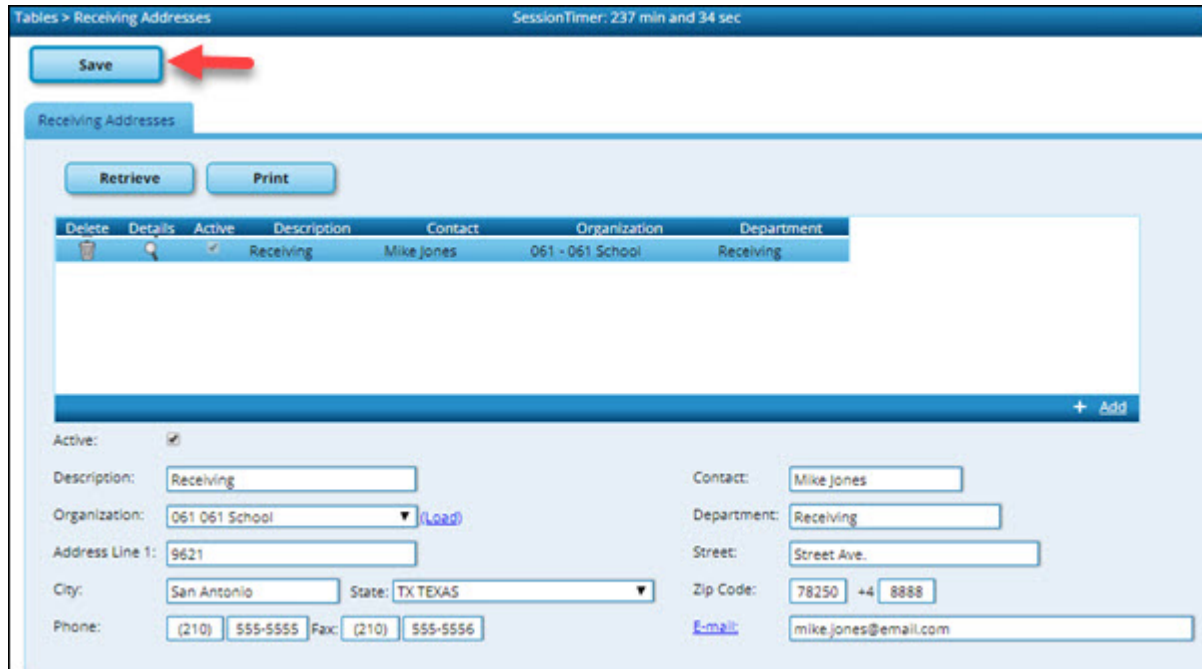 Tables > Receiving Addresses SessionTimer: 237 min and 34 sec
Save
Receiving Addresses
Retrieve Print
Delete Details Active Description Contact Organization Department
Receiving Mike Jones 061 - 061 School Receiving
+ Add
Active:
Description: Receiving Contact: Mike Jones
Organization: 061 061 School (Load) Department: Receiving
Address Line 1: 9621 Street: Street Ave.
City: San Antonio State: TX TEXAS Zip Code: 78250 +4 8888
Phone: (210) 555-5555 Fax: (210) 555-5556 E-mail: mike.jones@email.com